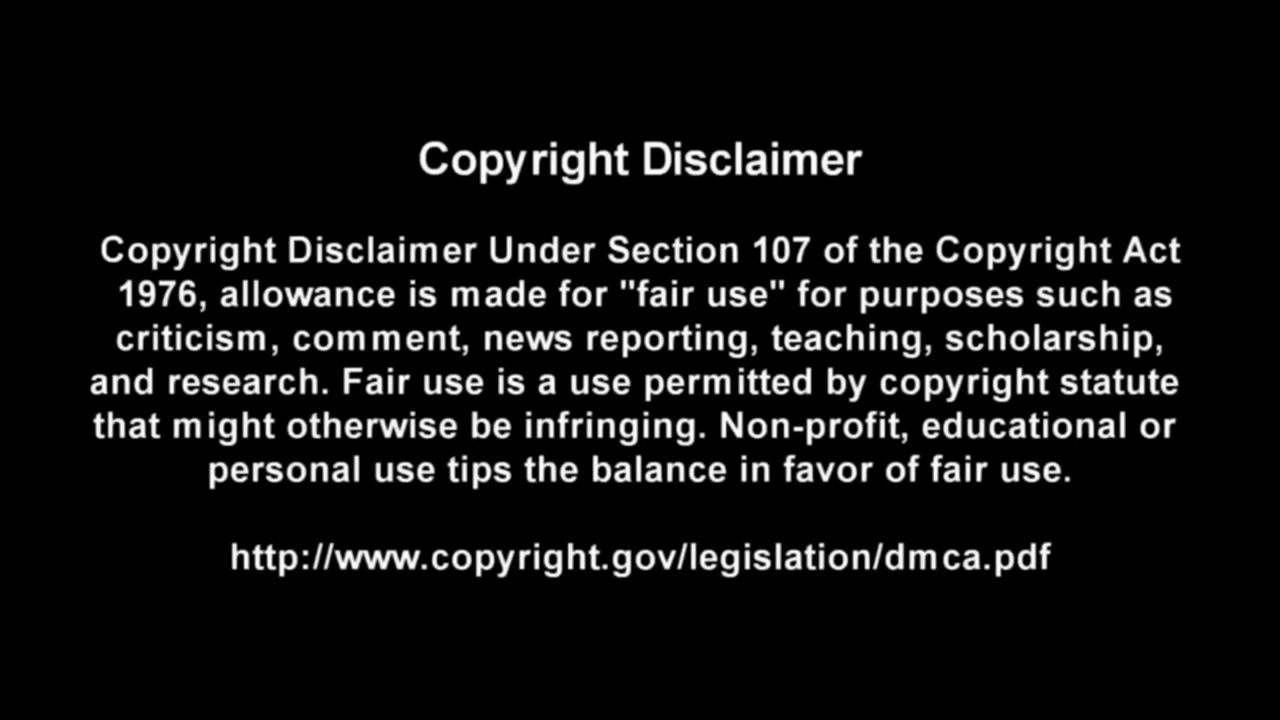 Copyright Disclaimer
Copyright Disclaimer Under Section 107 of the Copyright Act
1976, allowance is made for "fair use" for purposes such as
criticism, comment, news reporting, teaching, scholarship,
and research. Fair use is a use permitted by copyright statute
that might otherwise be infringing. Non-profit, educational or
personal use tips the balance in favor of fair use.
http://www.copyright.gov/legislation/dmca.pdf